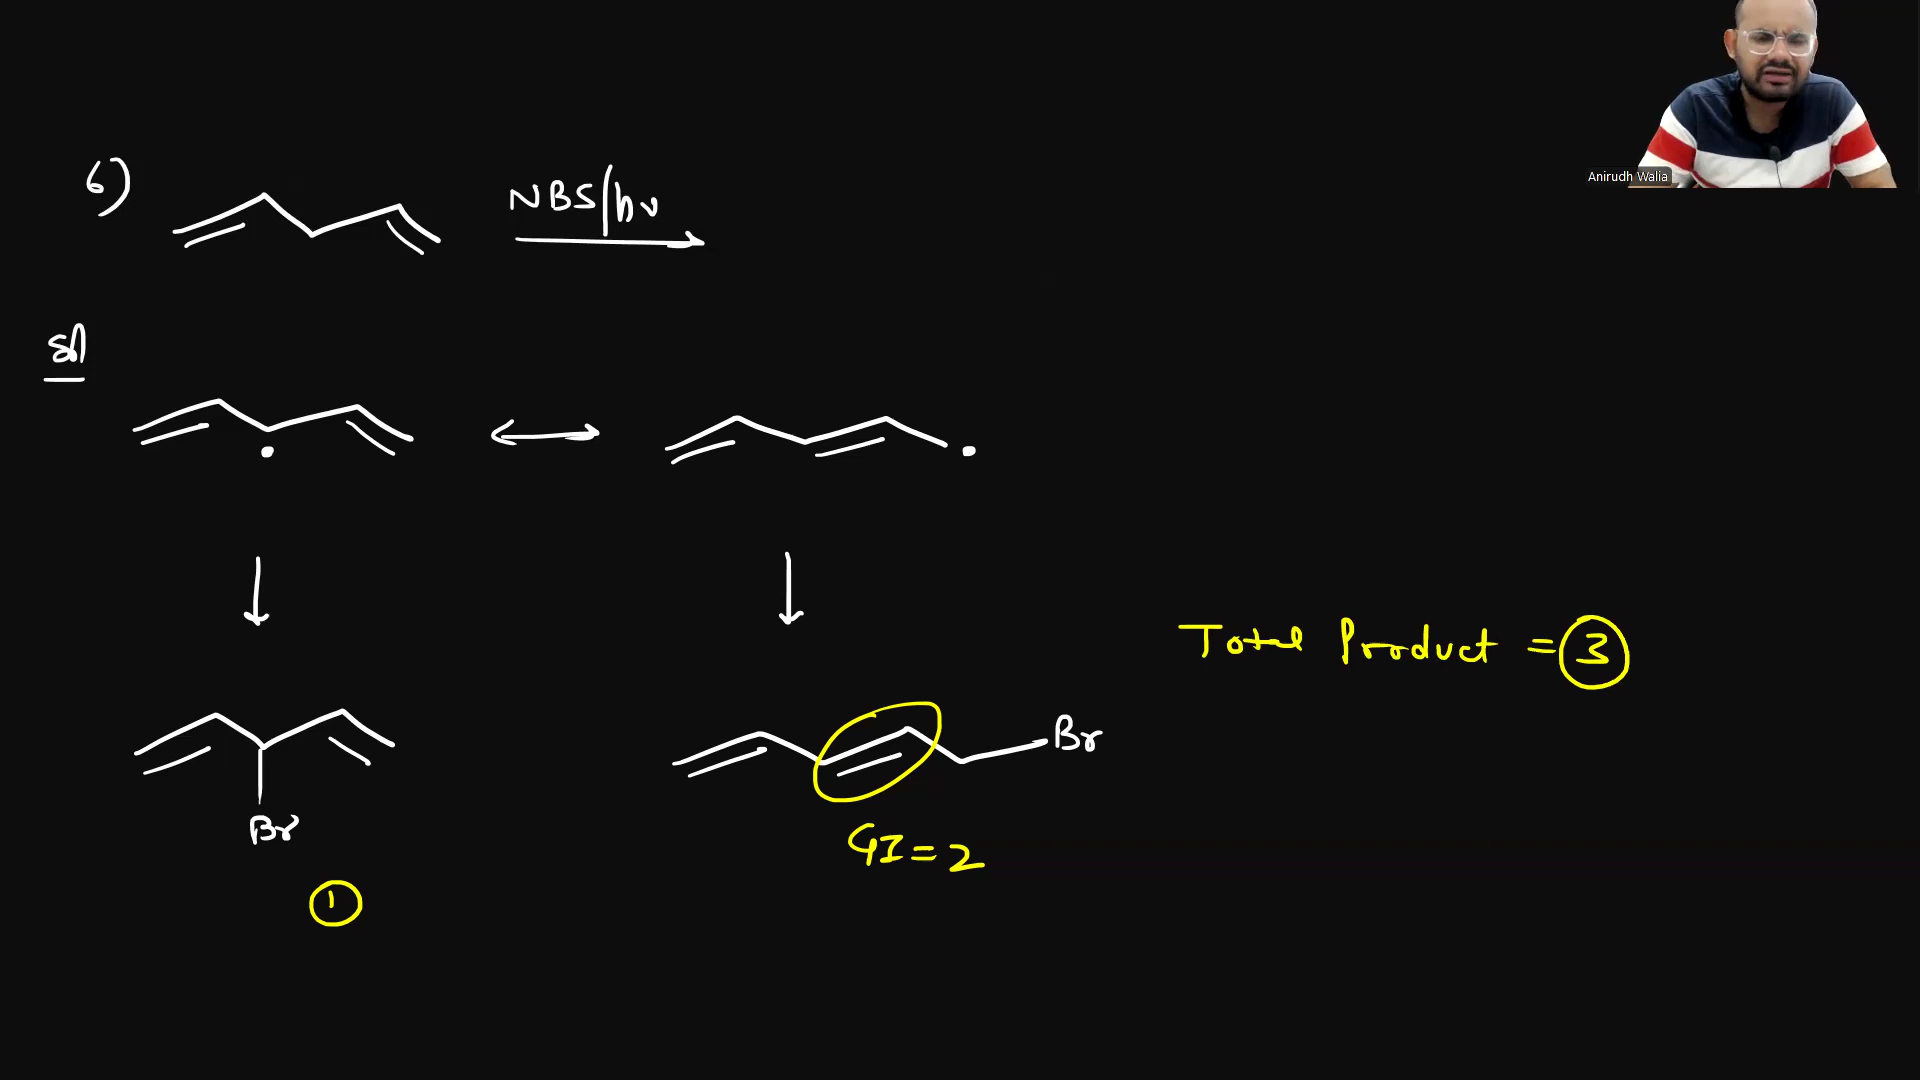 Anirudh Walia
6)
NBS/hν
Sol
Total Product = 3
Br
Br
GI = 2
1